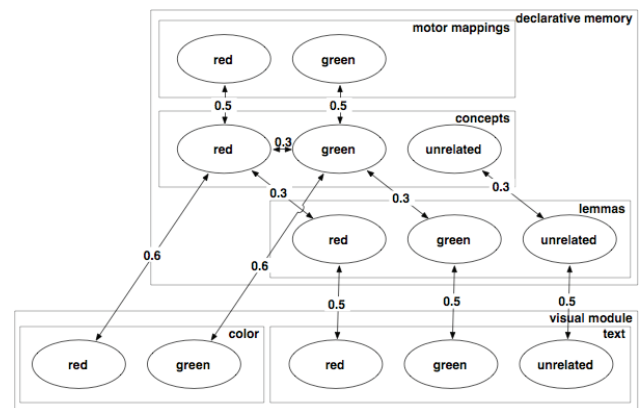 declarative memory
motor mappings
red green
0.5 0.5
concepts
red 0.3 green unrelated
0.3 0.3 0.3
lemmas
red green unrelated
0.6 0.6
0.5 0.5 0.5
visual module
color text
red green red green unrelated